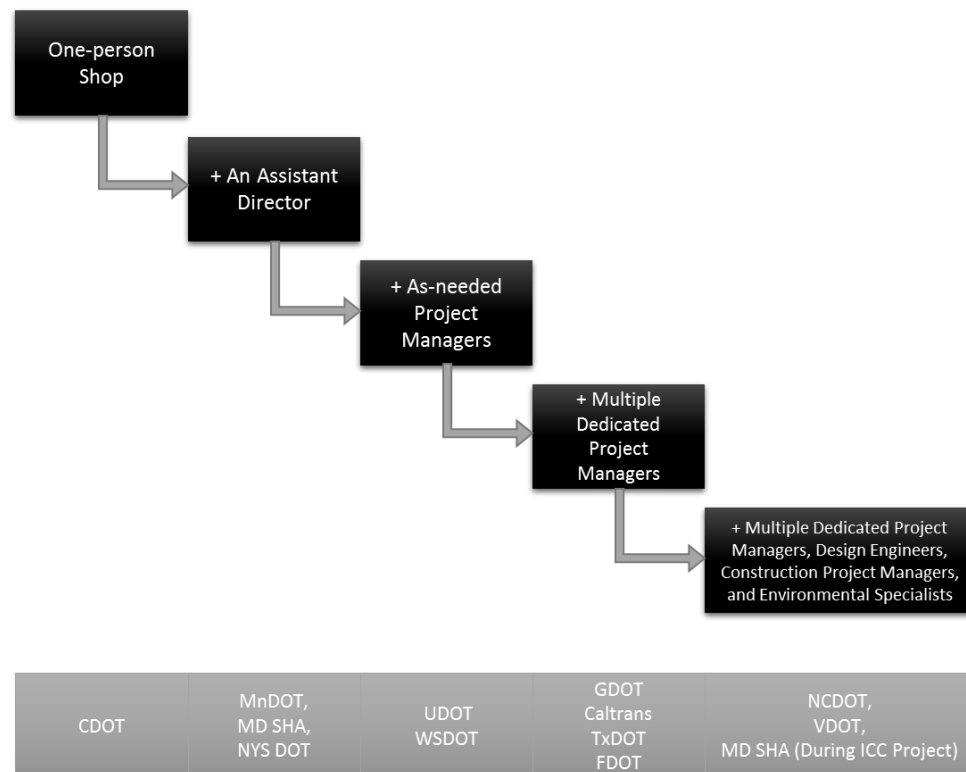 One-person
Shop
+ An Assistant
Director
+ As-needed
Project
Managers
+ Multiple
Dedicated
Project
Managers
+ Multiple Dedicated Project
Managers, Design Engineers,
Construction Project Managers,
and Environmental Specialists
CDOT
MnDOT,
MD SHA,
NYS DOT
UDOT
WSDOT
GDOT
Caltrans
TxDOT
FDOT
NCDOT,
VDOT,
MD SHA (During ICC Project)